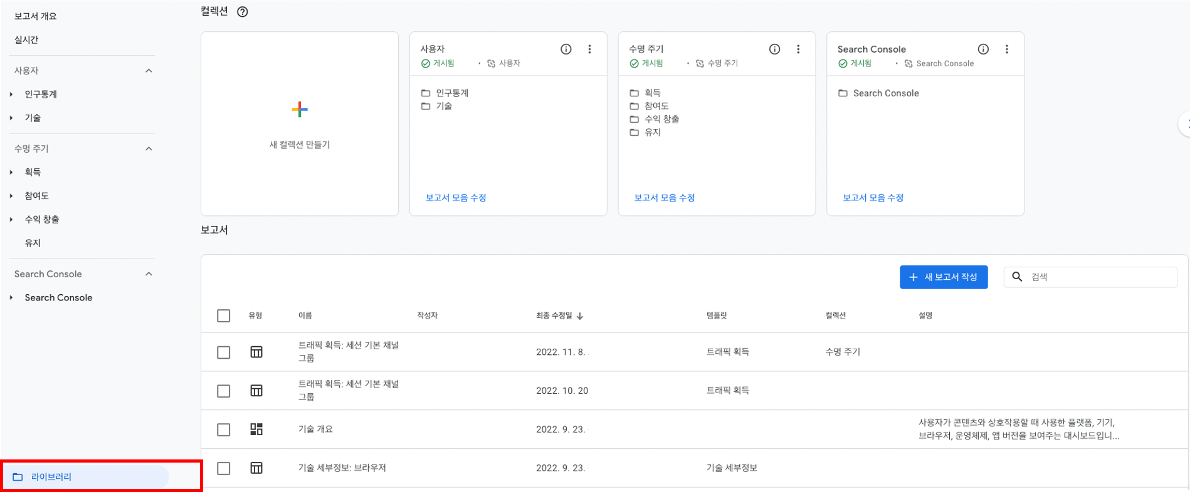 보고서 개요
실시간
사용자
인구통계
기술
수명 주기
획득
참여도
수익 창출
유지
Search Console
Search Console
라이브러리
컬렉션
새 컬렉션 만들기
사용자
게시됨 · 사용자
인구통계
기술
보고서 모음 수정
수명 주기
게시됨 · 수명 주기
획득
참여도
수익 창출
유지
보고서 모음 수정
Search Console
게시됨 · Search Console
Search Console
보고서 모음 수정
보고서
+ 새 보고서 작성
검색
유형 이름 작성자 최종 수정일 ↓ 템플릿 컬렉션 설명
트래픽 획득: 세션 기본 채널
그룹
2022. 11. 8.
트래픽 획득
수명 주기
트래픽 획득: 세션 기본 채널
그룹
2022. 10. 20
트래픽 획득
기술 개요
2022. 9. 23.
사용자가 콘텐츠와 상호작용할 때 사용한 플랫폼, 기기,
브라우저, 운영체제, 앱 버전을 보여주는 대시보드입니...
기술 세부정보: 브라우저
2022. 9. 23.
기술 세부정보